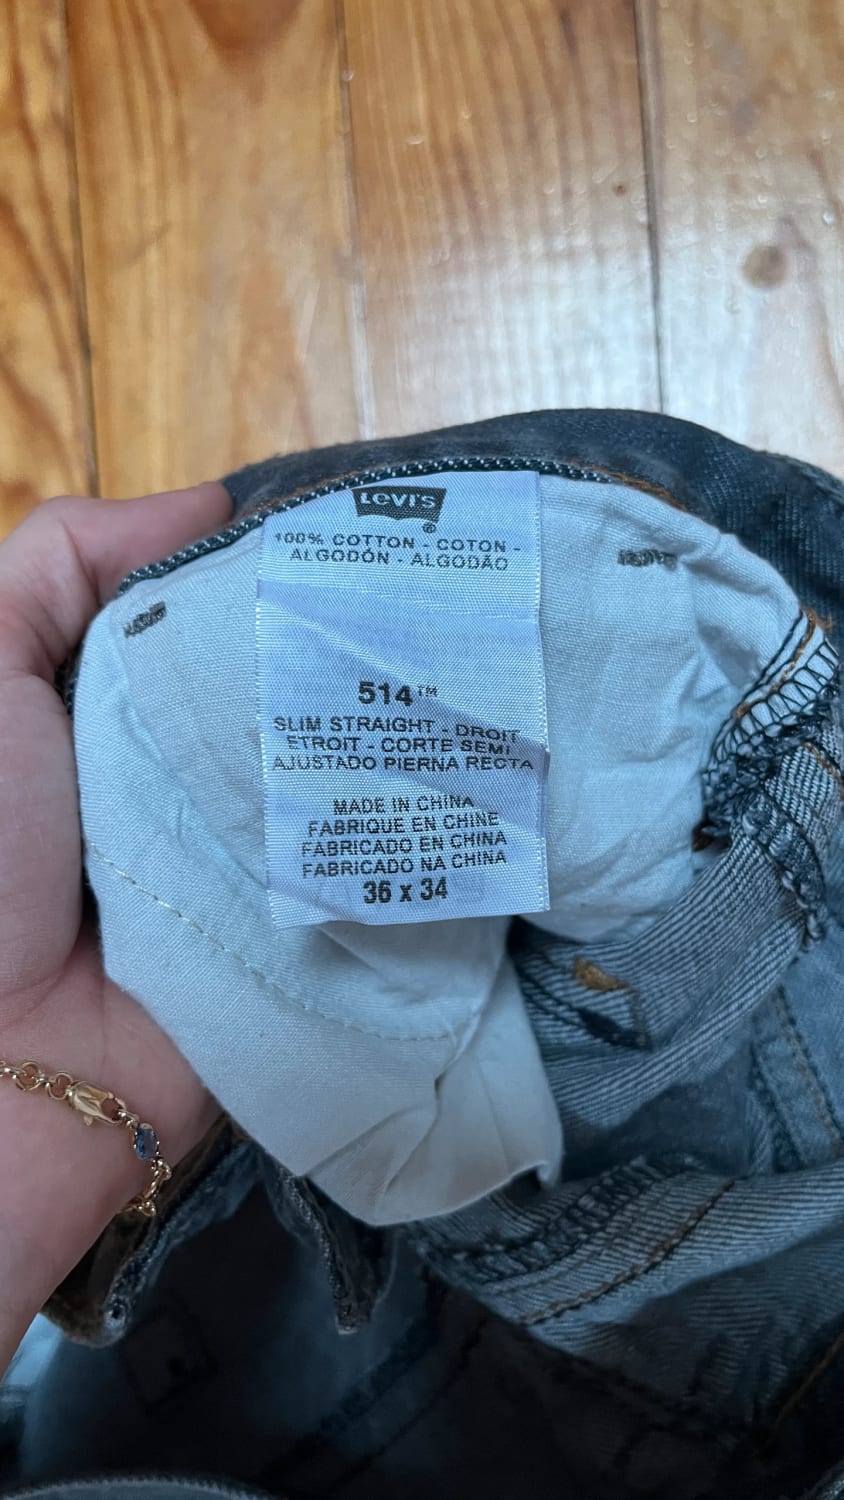 LEVI'S
®
100% COTTON - COTON -
ALGODÓN - ALGODÃO
514™
SLIM STRAIGHT - DROIT
ETROIT - CORTE SEMI
AJUSTADO PIERNA RECTA
MADE IN CHINA
FABRIQUE EN CHINE
FABRICADO EN CHINA
FABRICADO NA CHINA
36 x 34